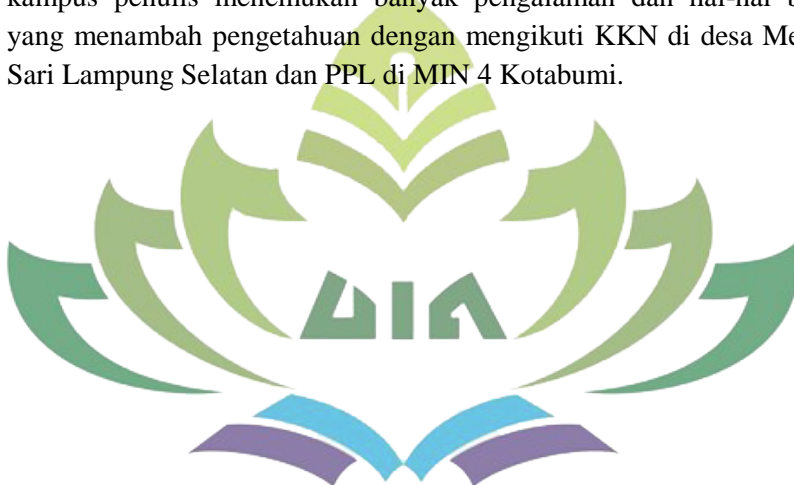 kampus penulis menemukan banyak pengalaman dan hal-hal
yang menambah pengetahuan dengan mengikuti KKN di desa
Sari Lampung Selatan dan PPL di MIN 4 Kotabumi.
UIN